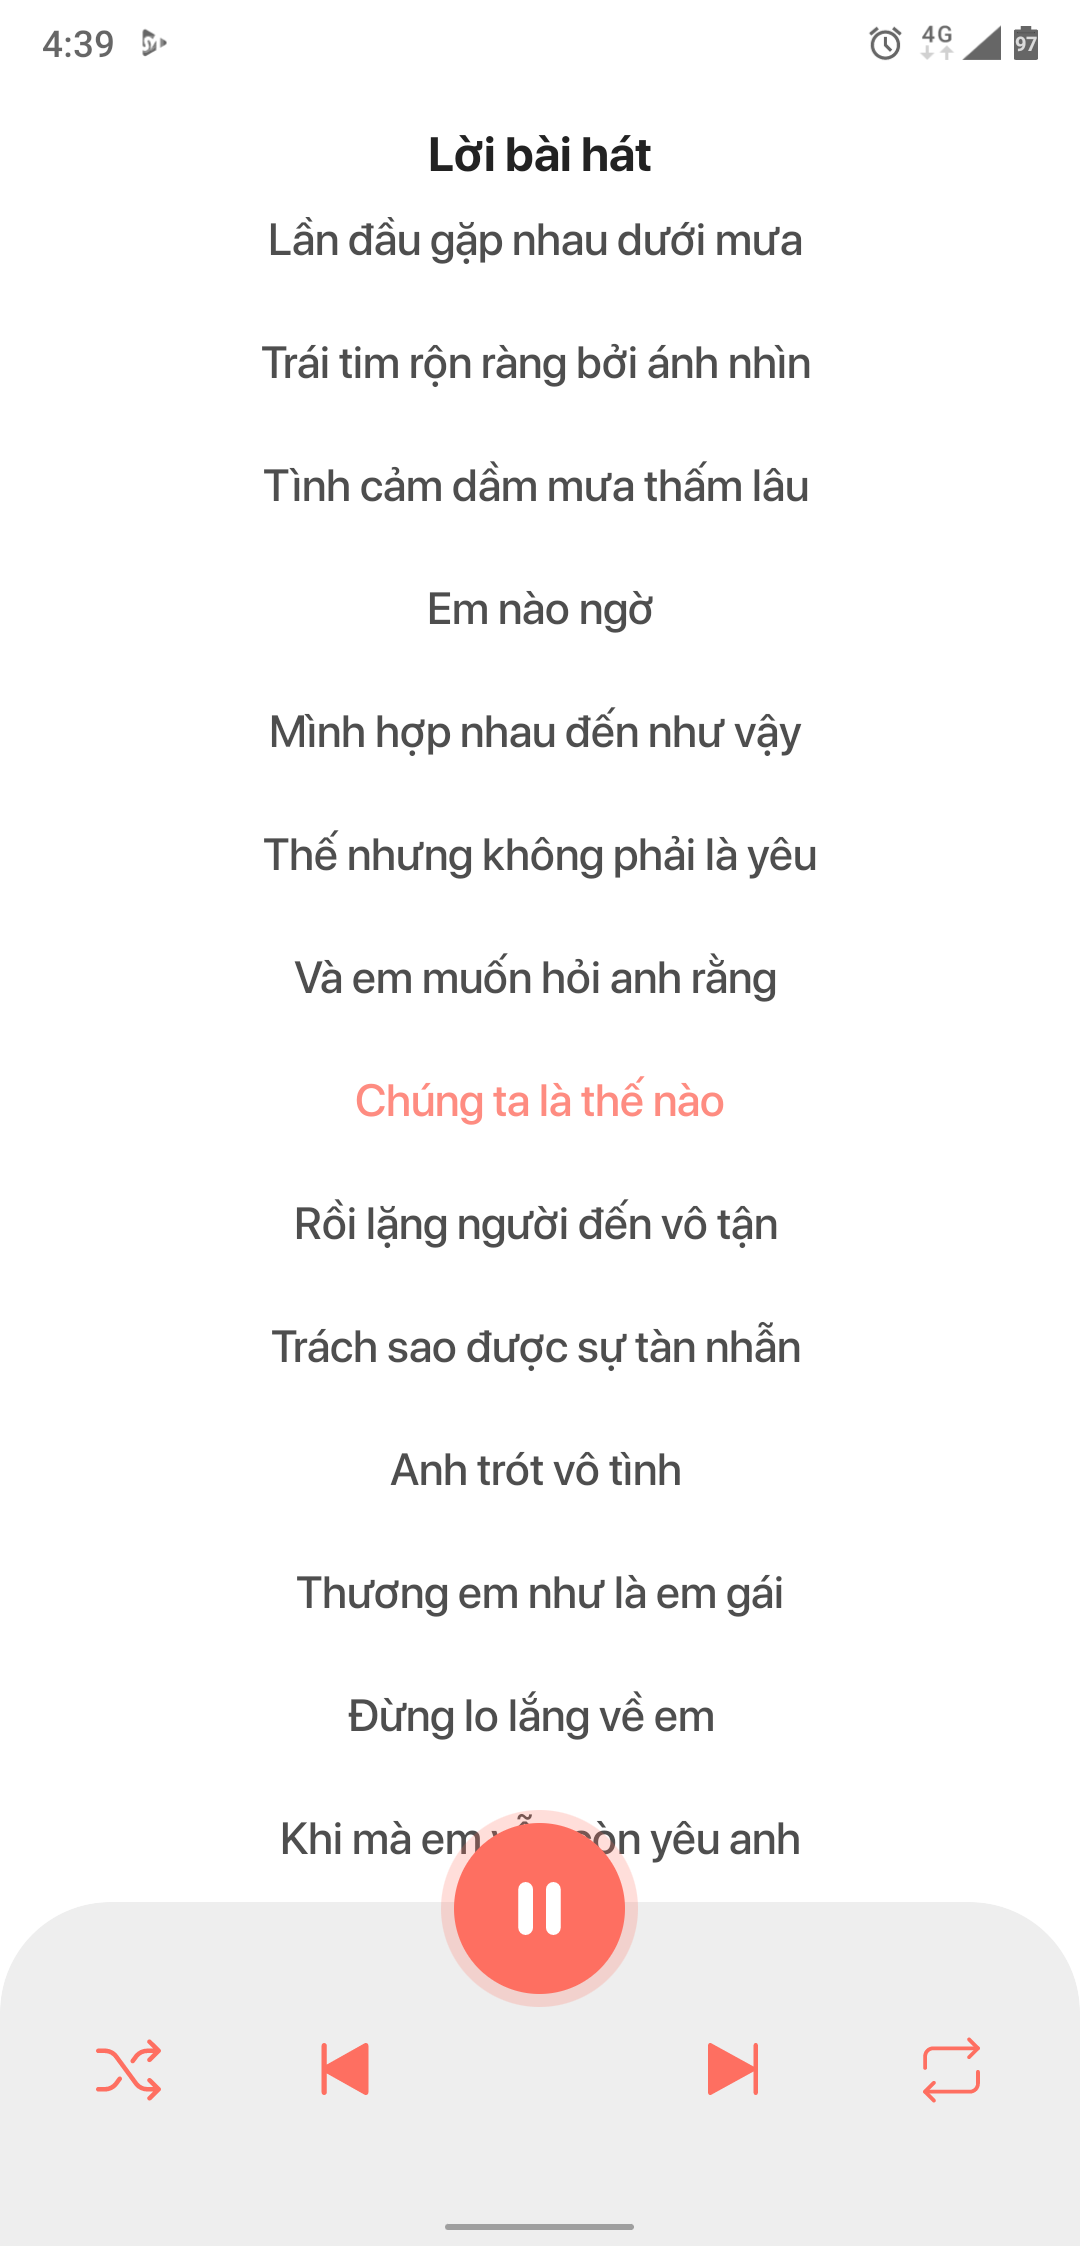 4:39
4G
97
Lời bài hát
Lần đầu gặp nhau dưới mưa
Trái tim rộn ràng bởi ánh nhìn
Tình cảm dầm mưa thấm lâu
Em nào ngờ
Mình hợp nhau đến như vậy
Thế nhưng không phải là yêu
Và em muốn hỏi anh rằng
Chúng ta là thế nào
Rồi lặng người đến vô tận
Trách sao được sự tàn nhẫn
Anh trót vô tình
Thương em như là em gái
Đừng lo lắng về em
Khi mà em yêu anh